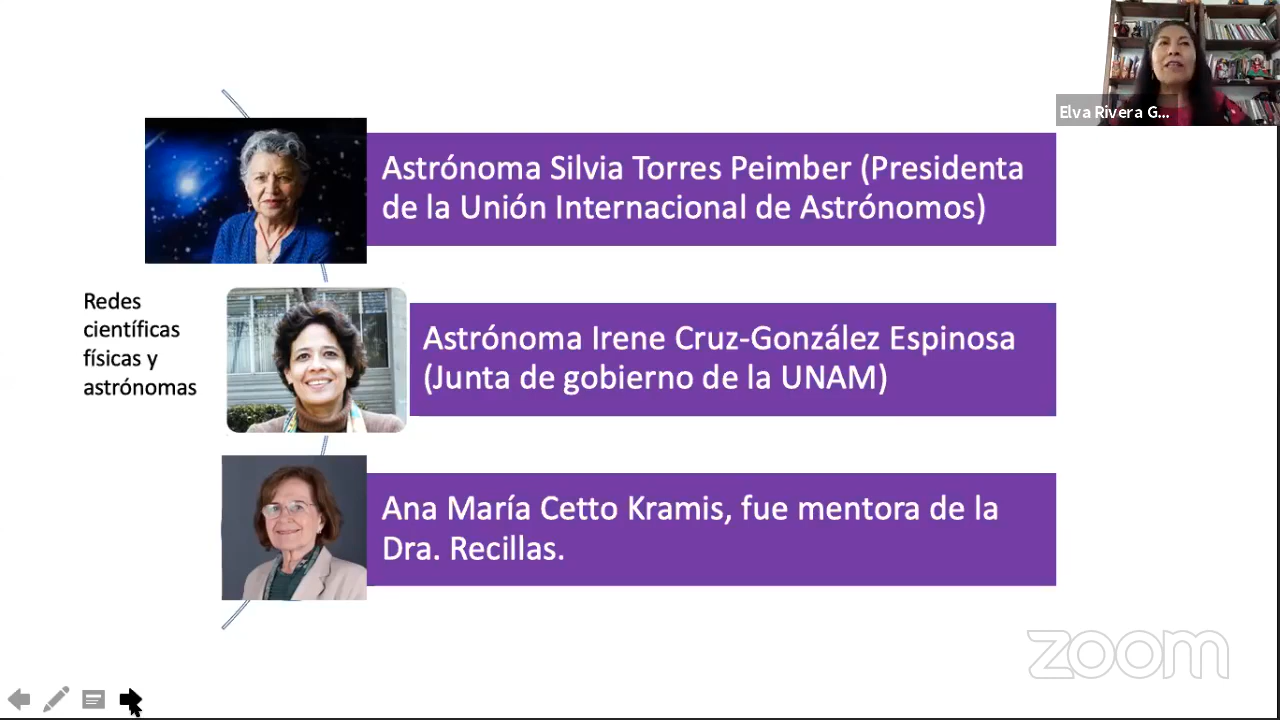 Elva Rivera G...
Astrónoma Silvia Torres Peimber (Presidenta
de la Unión Internacional de Astrónomos)
Redes
científicas
físicas y
astrónomas
Astrónoma Irene Cruz-González Espinosa
(Junta de gobierno de la UNAM)
Ana María Cetto Kramis, fue mentora de la
Dra. Recillas.
zoom